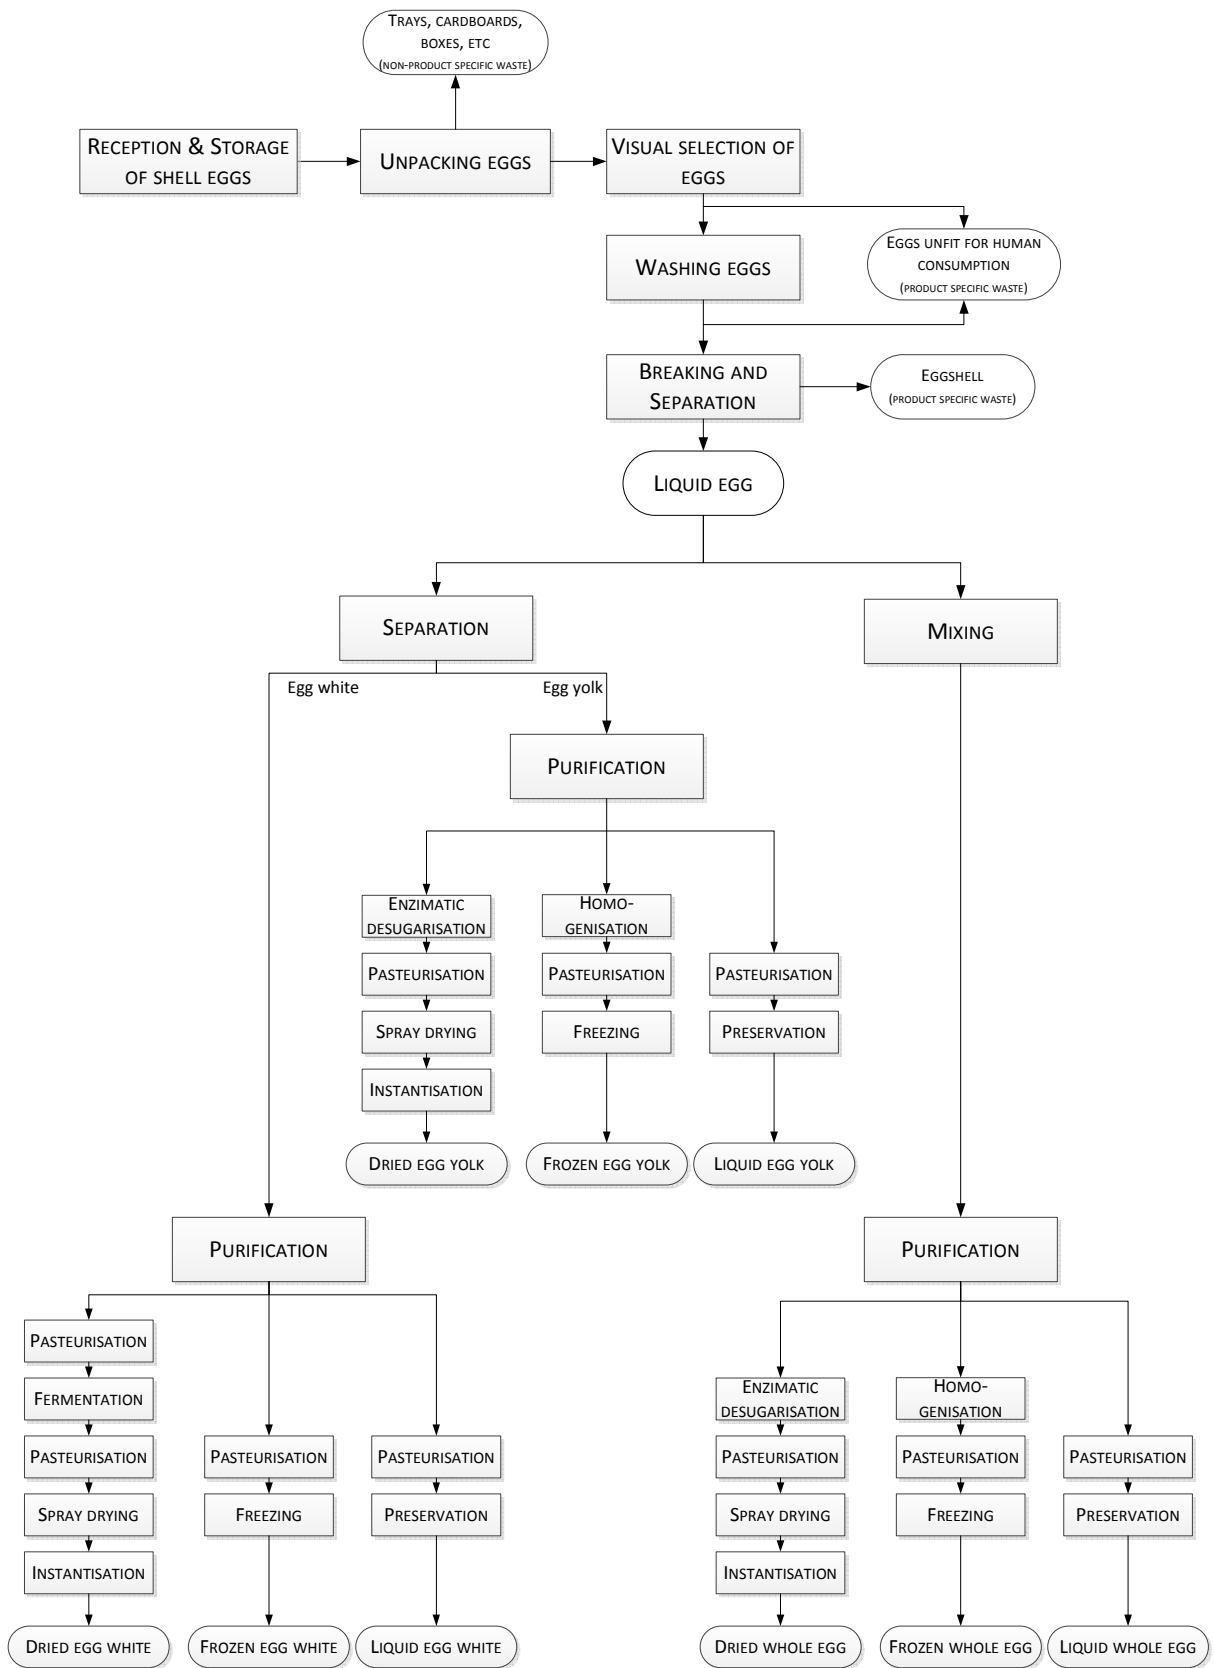 TRAYS, CARDBOARDS,
BOXES, ETC
(NON-PRODUCT SPECIFIC WASTE)
RECEPTION & STORAGE
OF SHELL EGGS
UNPACKING EGGS
VISUAL SELECTION OF
EGGS
WASHING EGGS
EGGS UNFIT FOR HUMAN
CONSUMPTION
(PRODUCT SPECIFIC WASTE)
BREAKING AND
SEPARATION
EGGSHELL
(PRODUCT SPECIFIC WASTE)
LIQUID EGG
SEPARATION
MIXING
Egg white
Egg yolk
PURIFICATION
ENZIMATIC
DESUGARISATION
PASTEURISATION
SPRAY DRYING
INSTANTISATION
DRIED EGG YOLK
HOMO-
GENISATION
PASTEURISATION
FREEZING
FROZEN EGG YOLK
PASTEURISATION
PRESERVATION
LIQUID EGG YOLK
PURIFICATION
PASTEURISATION
FERMENTATION
PASTEURISATION
SPRAY DRYING
INSTANTISATION
DRIED EGG WHITE
PASTEURISATION
FREEZING
FROZEN EGG WHITE
PASTEURISATION
PRESERVATION
LIQUID EGG WHITE
PURIFICATION
ENZIMATIC
DESUGARISATION
PASTEURISATION
SPRAY DRYING
INSTANTISATION
DRIED WHOLE EGG
HOMO-
GENISATION
PASTEURISATION
FREEZING
FROZEN WHOLE EGG
PASTEURISATION
PRESERVATION
LIQUID WHOLE EGG